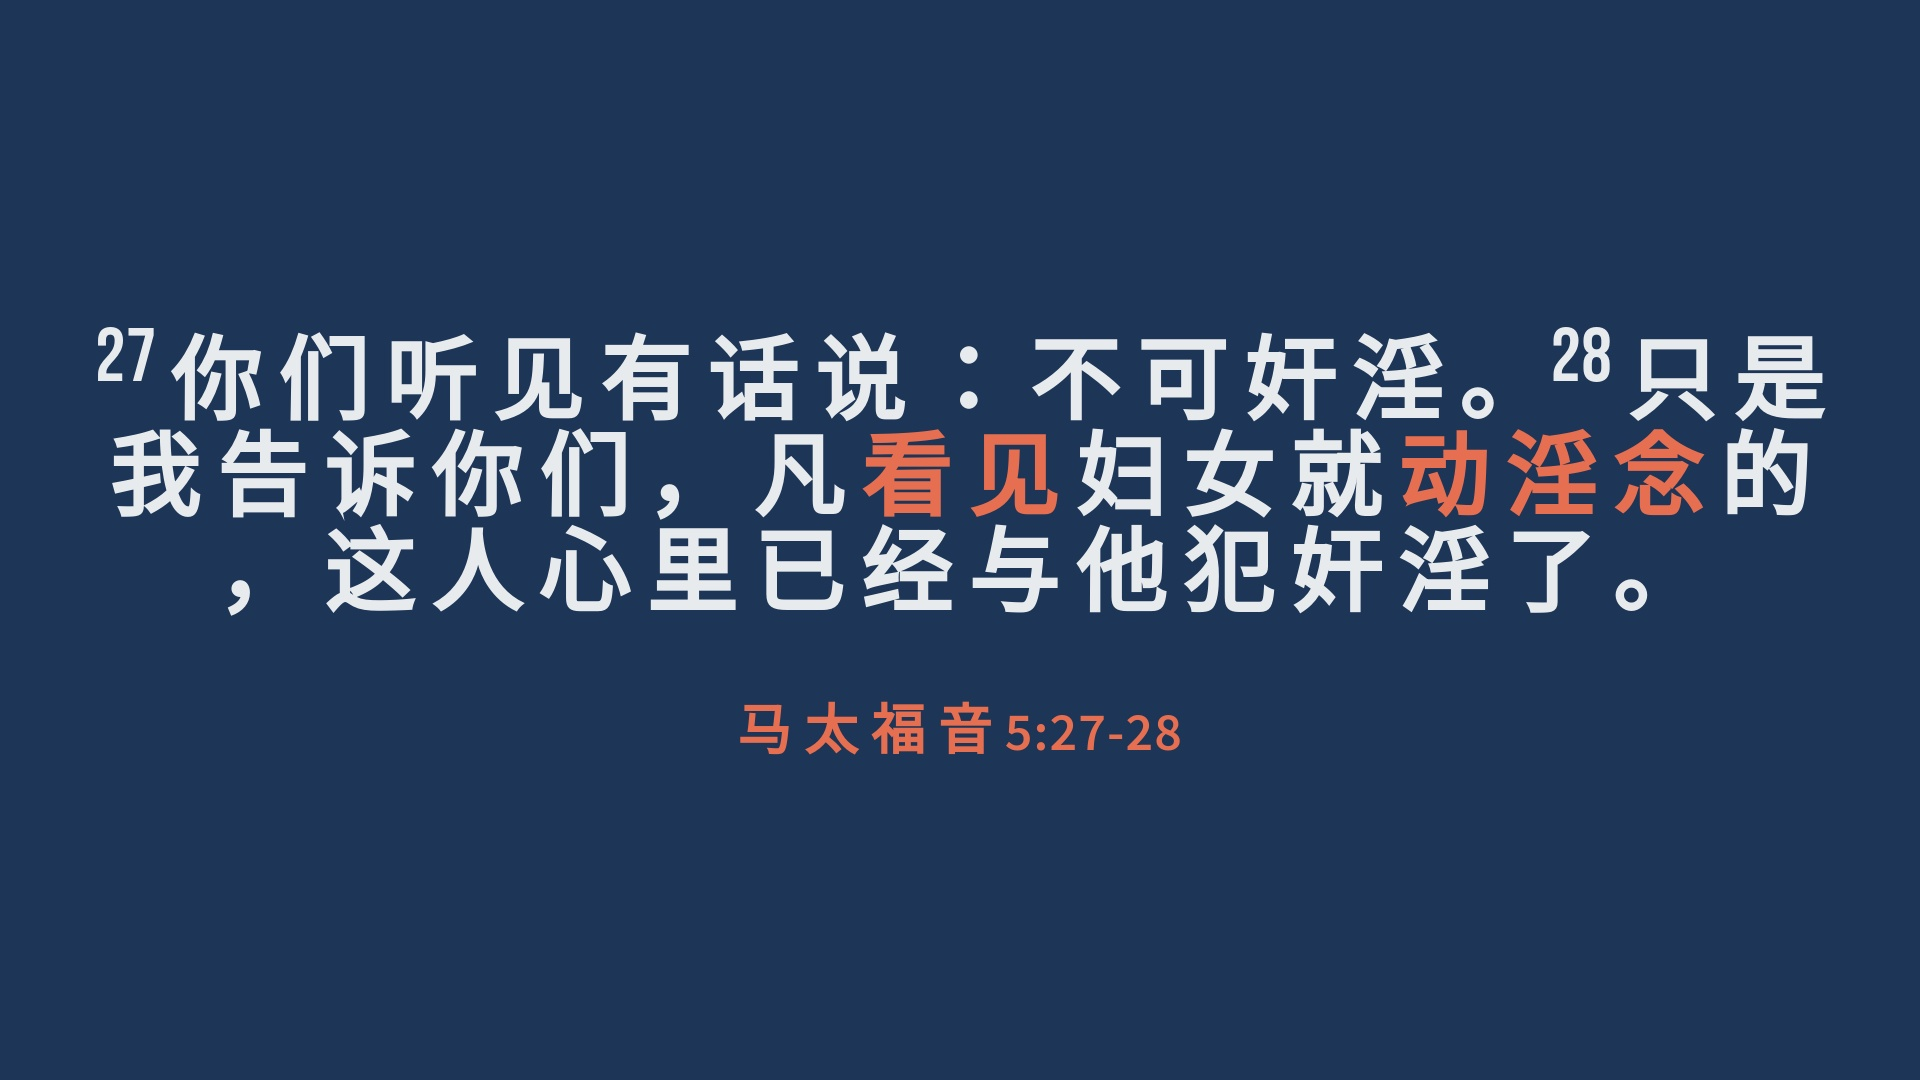 27你们听见有话说：不可奸淫。28只是
我告诉你们，凡看见妇女就动淫念的
，这人心里已经与他犯奸淫了。
马太福音5:27-28